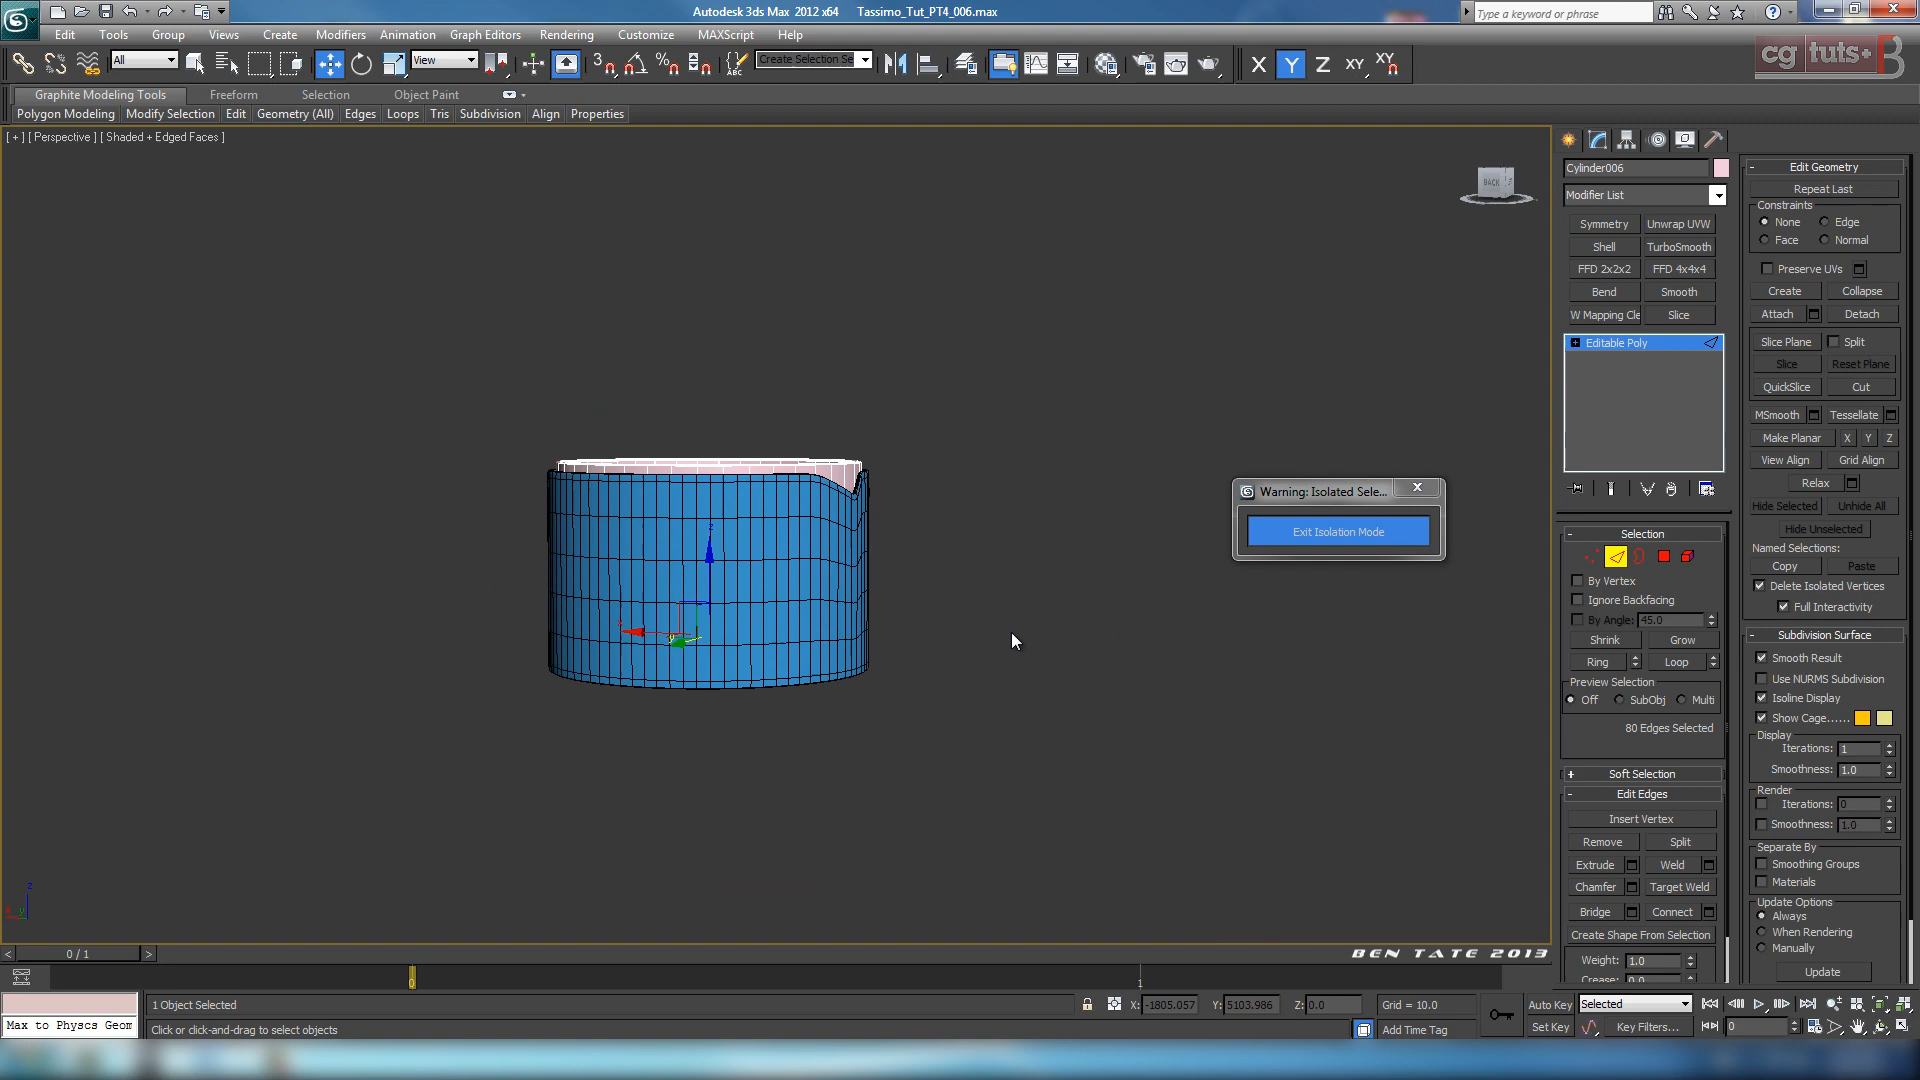 Autodesk 3ds Max 2012 x64 Tassimo_Tut_PT4_006.max
Type a keyword or phrase
Edit Tools Group Views Create Modifiers Animation Graph Editors Rendering Customize MAXScript Help
All View Create Selection Se X Y Z XY XY
cg tuts+
Graphite Modeling Tools Freeform Selection Object Paint
Polygon Modeling Modify Selection Edit Geometry (All) Edges Loops Tris Subdivision Align Properties
[ + ] [ Perspective ] [ Shaded + Edged Faces ]
BACK
Cylinder006
Modifier List
Symmetry Unwrap UVW
Shell TurboSmooth
FFD 2x2x2 FFD 4x4x4
Bend Smooth
W Mapping Cle Slice
Editable Poly
Selection
By Vertex
Ignore Backfacing
By Angle: 45.0
Shrink Grow
Ring Loop
Preview Selection
Off SubObj Multi
80 Edges Selected
Soft Selection
Edit Edges
Insert Vertex
Remove Split
Extrude Weld
Chamfer Target Weld
Bridge Connect
Create Shape From Selection
Weight: 1.0
Crease: 0.0
Edit Geometry
Repeat Last
Constraints
None Edge
Face Normal
Preserve UVs
Create Collapse
Attach Detach
Slice Plane Split
Slice Reset Plane
QuickSlice Cut
MSmooth Tessellate
Make Planar X Y Z
View Align Grid Align
Relax
Hide Selected Unhide All
Hide Unselected
Named Selections:
Copy Paste
Delete Isolated Vertices
Full Interactivity
Subdivision Surface
Smooth Result
Use NURMS Subdivision
Isoline Display
Show Cage......
Display
Iterations: 1
Smoothness: 1.0
Render
Iterations: 0
Smoothness: 1.0
Separate By
Smoothing Groups
Materials
Update Options
Always
When Rendering
Manually
Update
Warning: Isolated Sele...
Exit Isolation Mode
z
x
y
z
x y
BEN TATE 2013
< 0 / 1 >
0 1
1 Object Selected X: -1805.057 Y: 5103.986 Z: 0.0 Grid = 10.0 Auto Key Selected
Max to Physcs Geom Click or click-and-drag to select objects Add Time Tag Set Key Key Filters... 0